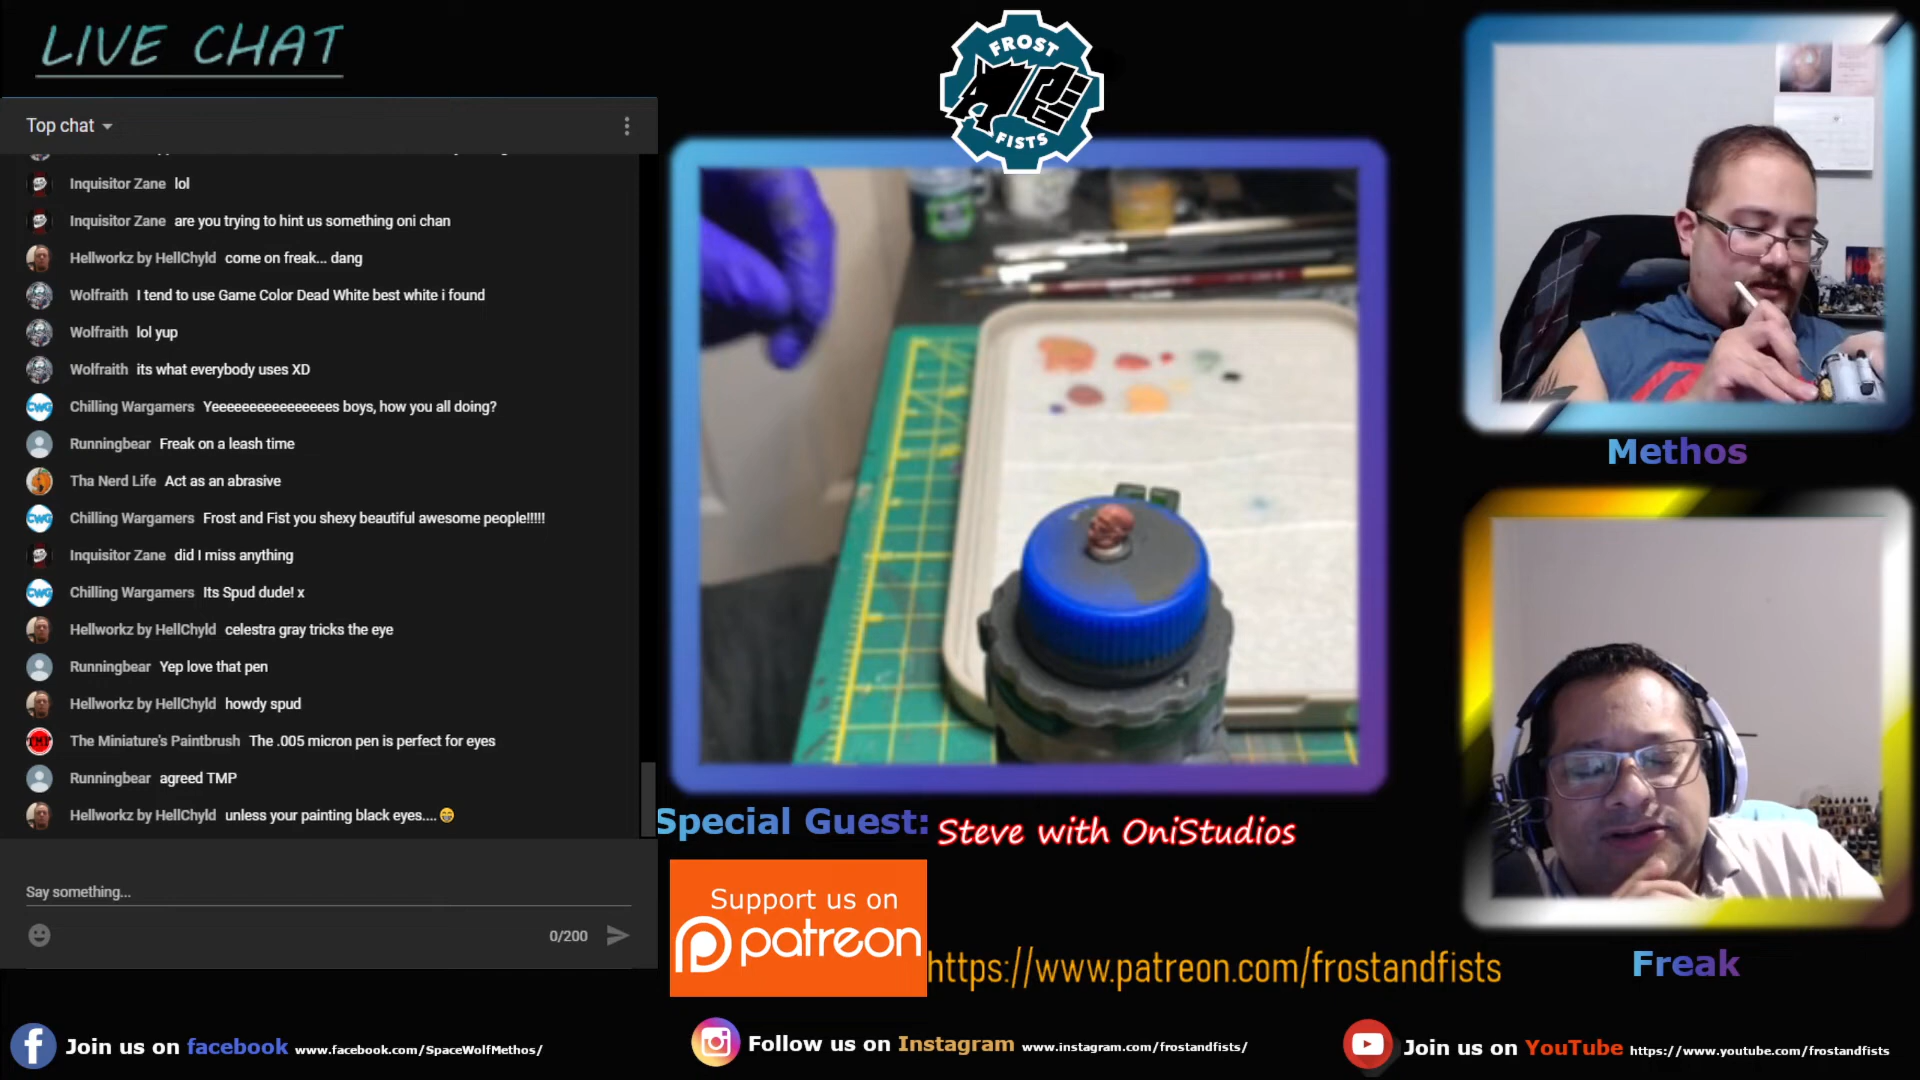 LIVE CHAT
FROST
FISTS
Top chat
Inquisitor Zane lol
Inquisitor Zane are you trying to hint us something oni chan
Hellworkz by HellChyld come on freak... dang
Wolfraith I tend to use Game Color Dead White best white i found
Wolfraith lol yup
Wolfraith its what everybody uses XD
CWG Chilling Wargamers Yeeeeeeeeeeeeeees boys, how you all doing?
Runningbear Freak on a leash time
Tha Nerd Life Act as an abrasive
CWG Chilling Wargamers Frost and Fist you shexy beautiful awesome people!!!!!
Inquisitor Zane did I miss anything
CWG Chilling Wargamers Its Spud dude! x
Hellworkz by HellChyld celestra gray tricks the eye
Runningbear Yep love that pen
Hellworkz by HellChyld howdy spud
TMP The Miniature's Paintbrush The .005 micron pen is perfect for eyes
Runningbear agreed TMP
Hellworkz by HellChyld unless your painting black eyes....😁
Say something...
0/200
Methos
Freak
Special Guest: Steve with OniStudios
Support us on
patreon
https://www.patreon.com/frostandfists
Join us on facebook www.facebook.com/SpaceWolfMethos/
Follow us on Instagram www.instagram.com/frostandfists/
Join us on YouTube https://www.youtube.com/frostandfists